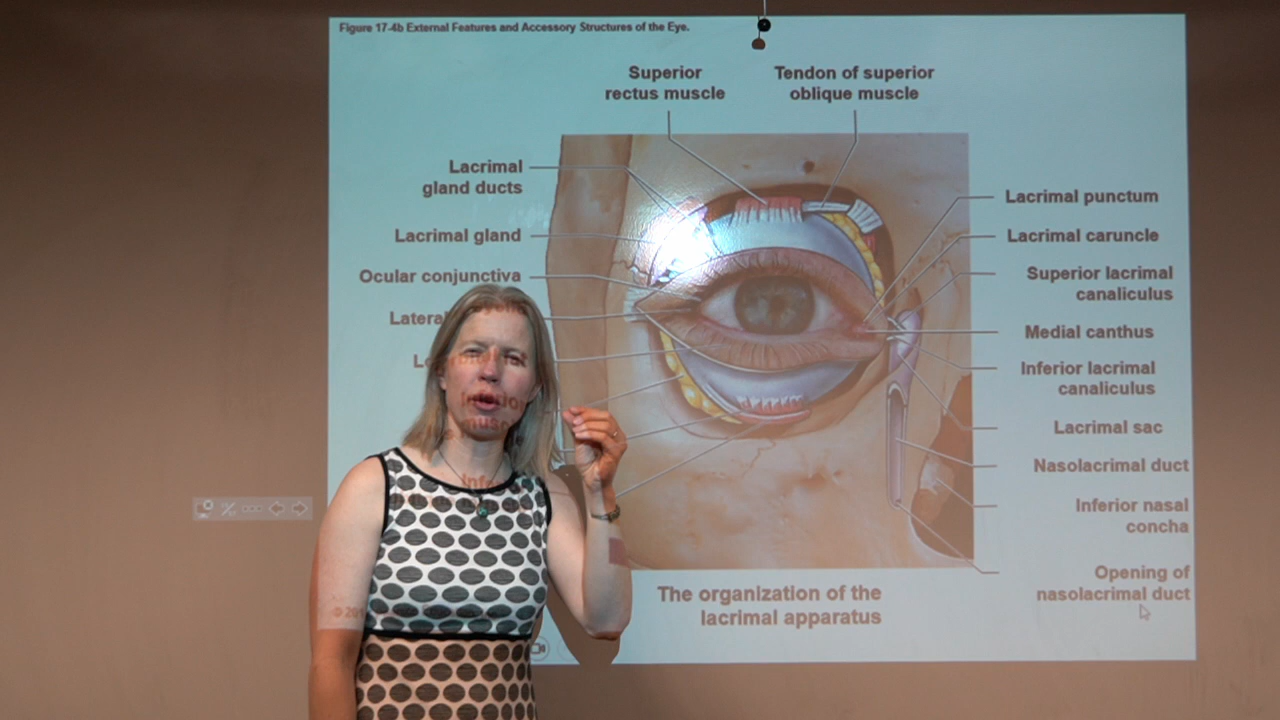 Figure 17-4b External Features and Accessory Structures of the Eye.
Superior
rectus muscle
Tendon of superior
oblique muscle
Lacrimal
gland ducts
Lacrimal gland
Ocular conjunctiva
Lateral
Lacrimal punctum
Lacrimal caruncle
Superior lacrimal
canaliculus
Medial canthus
Inferior lacrimal
canaliculus
Lacrimal sac
Nasolacrimal duct
Inferior nasal
concha
Opening of
nasolacrimal duct
The organization of the
lacrimal apparatus